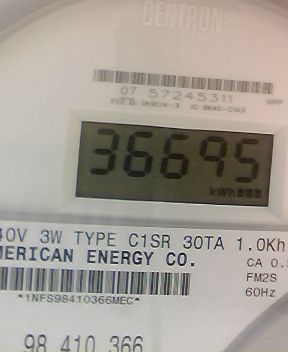 CENTRON®
07 57245311
36695
kWh
40V 3W TYPE C1SR 30TA 1.0Kh
MERICAN ENERGY CO.
CA 0.5
FM2S
*1NFS98410366MEC*
60Hz
98 410 366